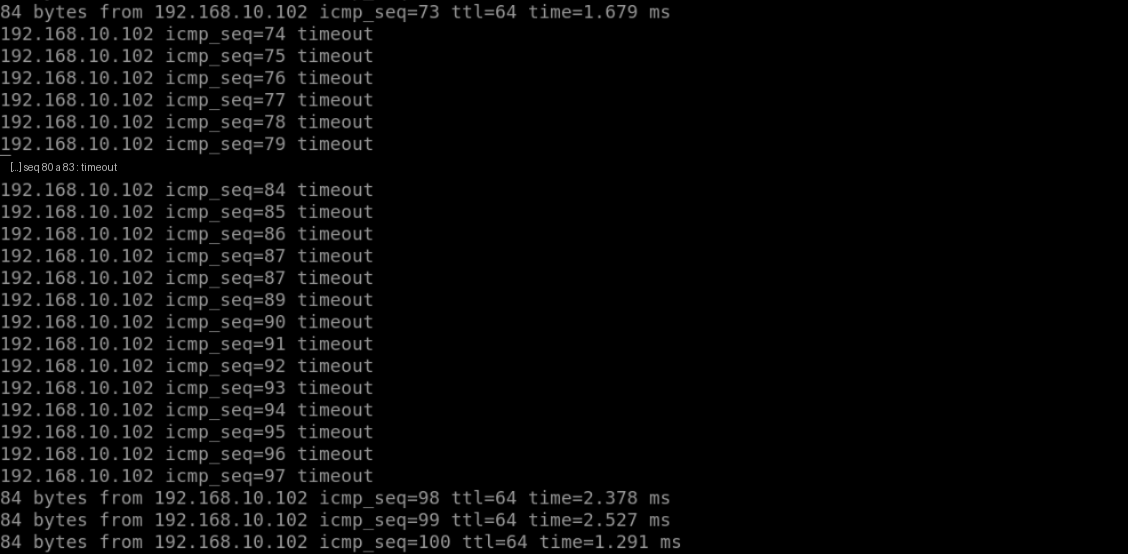 84 bytes from 192.168.10.102 icmp_seq=73 ttl=64 time=1.679 ms
192.168.10.102 icmp_seq=74 timeout
192.168.10.102 icmp_seq=75 timeout
192.168.10.102 icmp_seq=76 timeout
192.168.10.102 icmp_seq=77 timeout
192.168.10.102 icmp_seq=78 timeout
192.168.10.102 icmp_seq=79 timeout
[...] seq 80 a 83 : timeout
192.168.10.102 icmp_seq=84 timeout
192.168.10.102 icmp_seq=85 timeout
192.168.10.102 icmp_seq=86 timeout
192.168.10.102 icmp_seq=87 timeout
192.168.10.102 icmp_seq=87 timeout
192.168.10.102 icmp_seq=89 timeout
192.168.10.102 icmp_seq=90 timeout
192.168.10.102 icmp_seq=91 timeout
192.168.10.102 icmp_seq=92 timeout
192.168.10.102 icmp_seq=93 timeout
192.168.10.102 icmp_seq=94 timeout
192.168.10.102 icmp_seq=95 timeout
192.168.10.102 icmp_seq=96 timeout
192.168.10.102 icmp_seq=97 timeout
84 bytes from 192.168.10.102 icmp_seq=98 ttl=64 time=2.378 ms
84 bytes from 192.168.10.102 icmp_seq=99 ttl=64 time=2.527 ms
84 bytes from 192.168.10.102 icmp_seq=100 ttl=64 time=1.291 ms